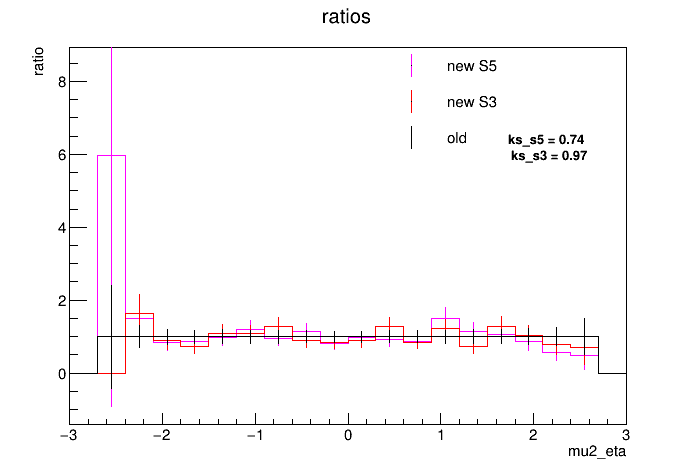 ratios
ratio
8
6
4
2
0
−3
−2
−1
0
1
2
3
mu2_eta
new S5
new S3
old
ks_s5 = 0.74
ks_s3 = 0.97